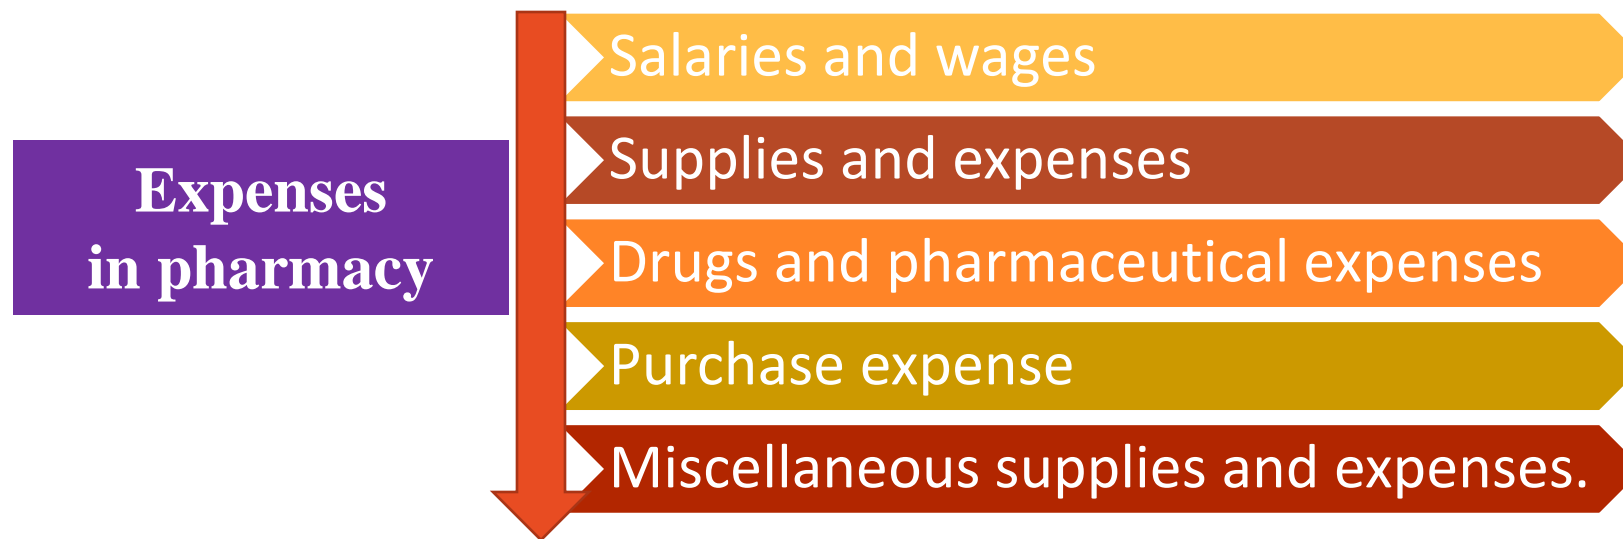 Expenses
in pharmacy
Salaries and wages
Supplies and expenses
Drugs and pharmaceutical expenses
Purchase expense
Miscellaneous supplies and expenses.